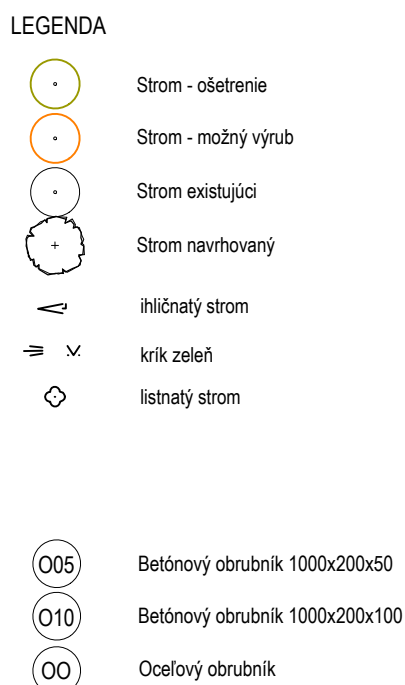 LEGENDA
Strom - ošetrenie
Strom - možný výrub
Strom existujúci
Strom navrhovaný
ihličnatý strom
krík zeleň
listnatý strom
O05 Betónový obrubník 1000x200x50
O10 Betónový obrubník 1000x200x100
OO Oceľový obrubník